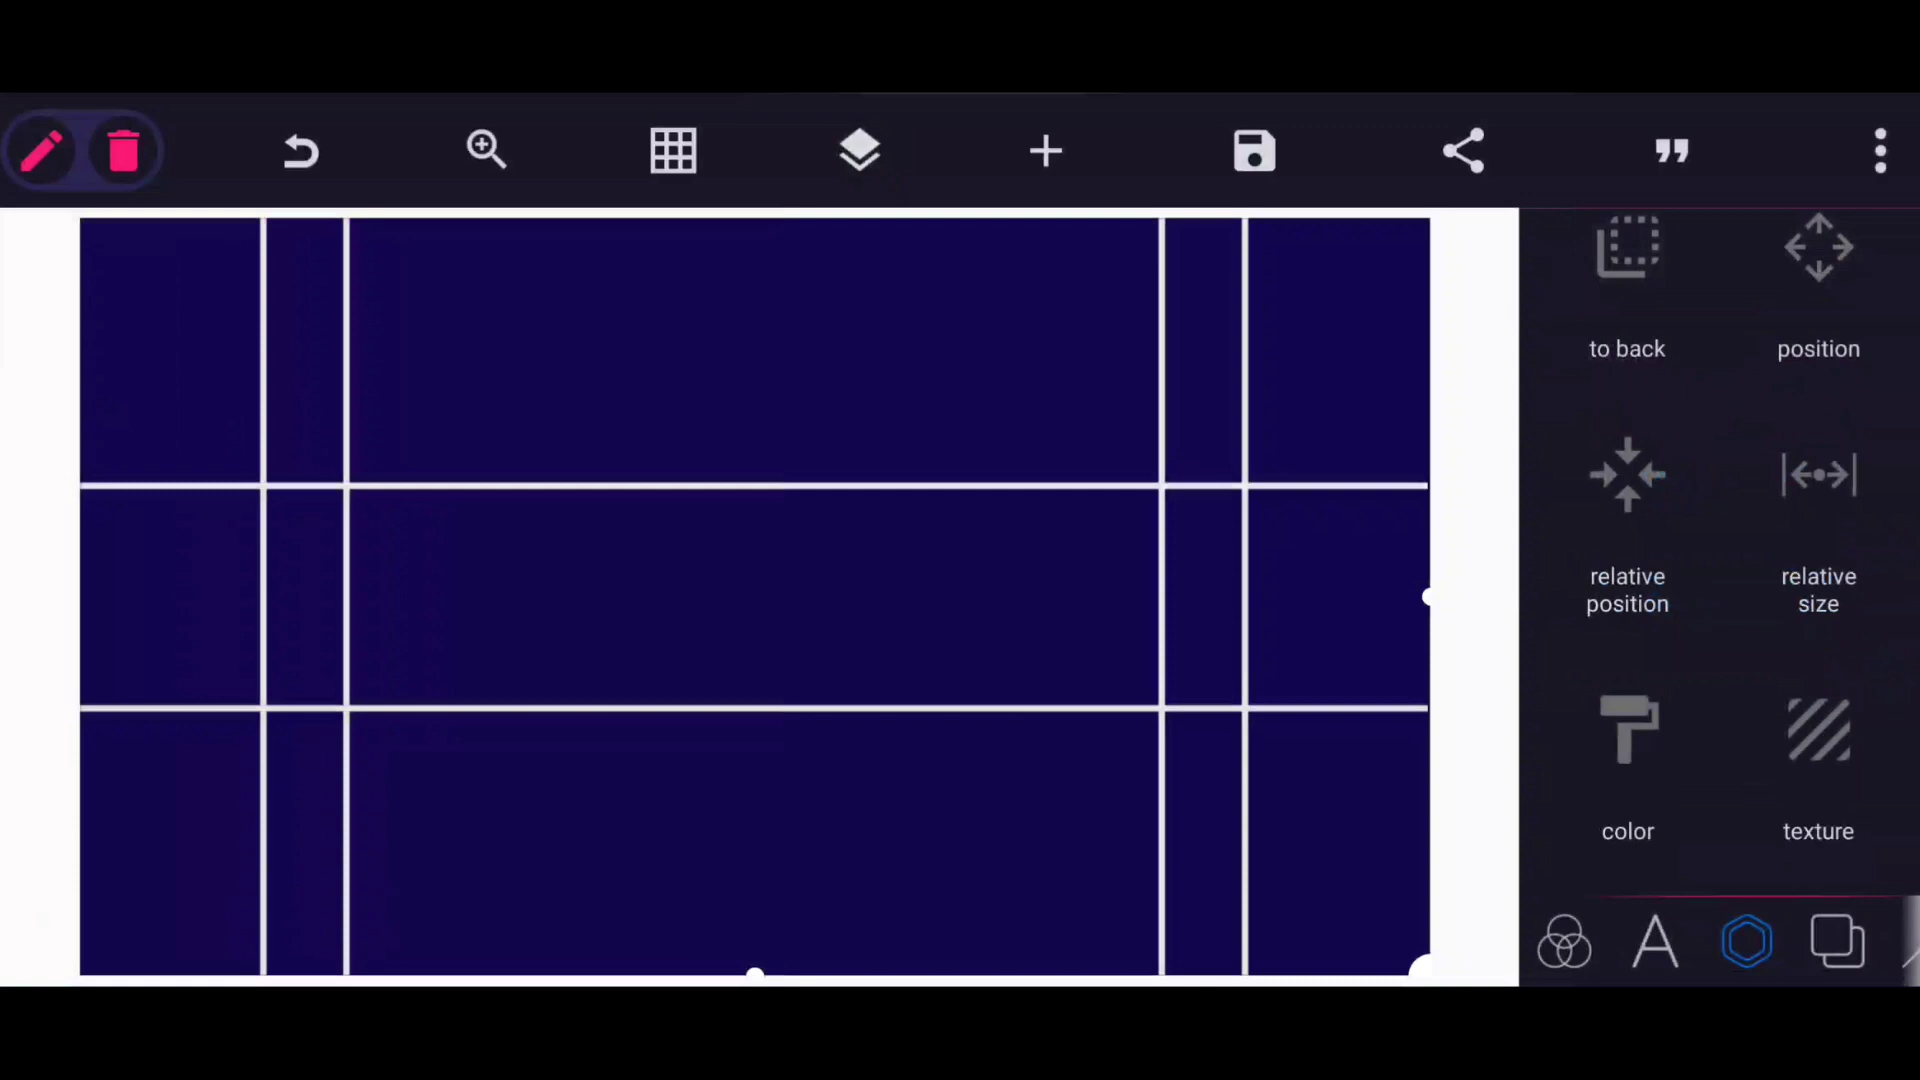 to back
position
relative
position
relative
size
color
texture